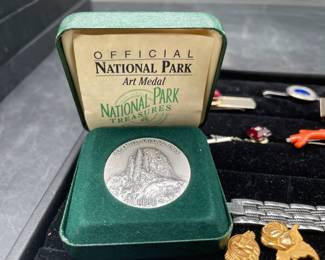 OFFICIAL
NATIONAL PARK
Art Medal
NATIONAL PARK
TREASURES